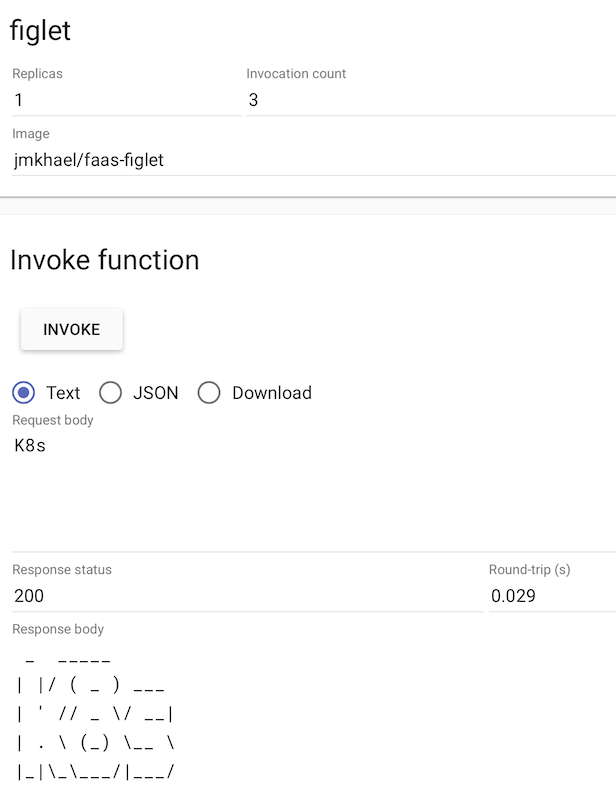 figlet
Replicas Invocation count
1 3
Image
jmkhael/faas-figlet
Invoke function
INVOKE
Text JSON Download
Request body
K8s
Response status Round-trip (s)
200 0.029
Response body
 _  _____
| |/ ( _ ) ___
| ' // _ \/ __|
| . \ (_) \__ \
|_|\_\___/|___/